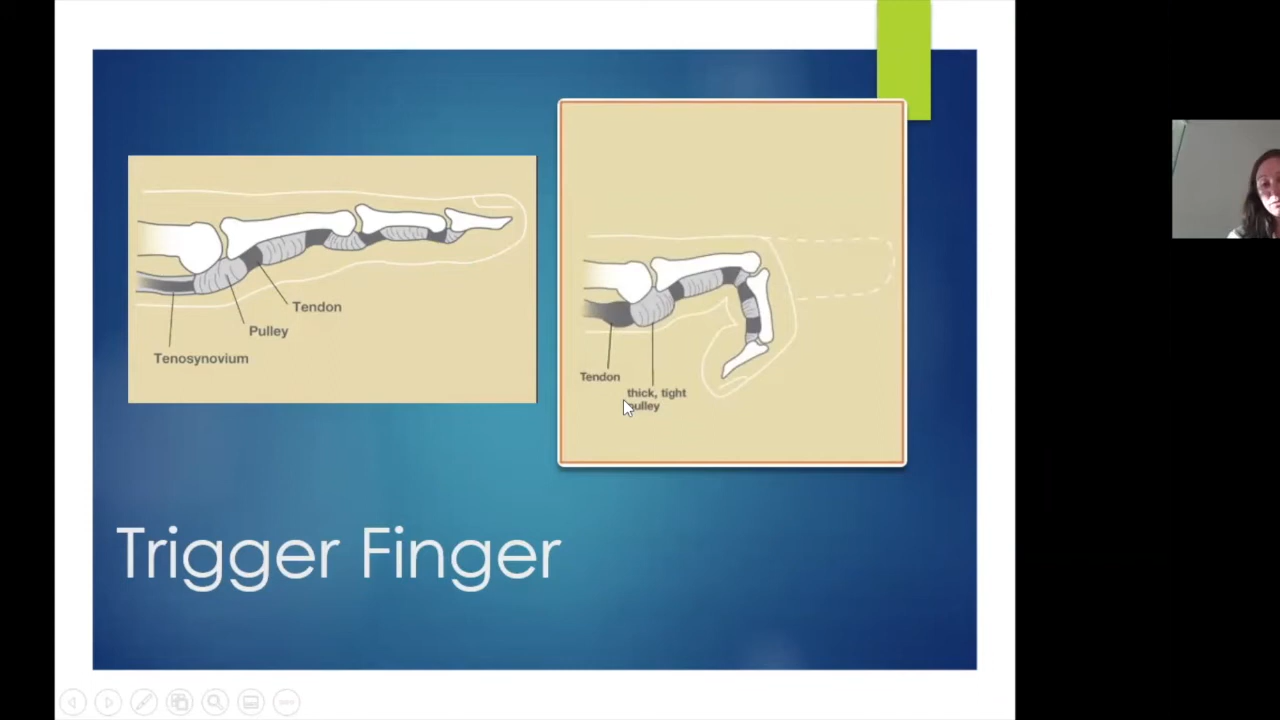 Tendon
Pulley
Tenosynovium
Tendon
thick, tight
pulley
Trigger Finger